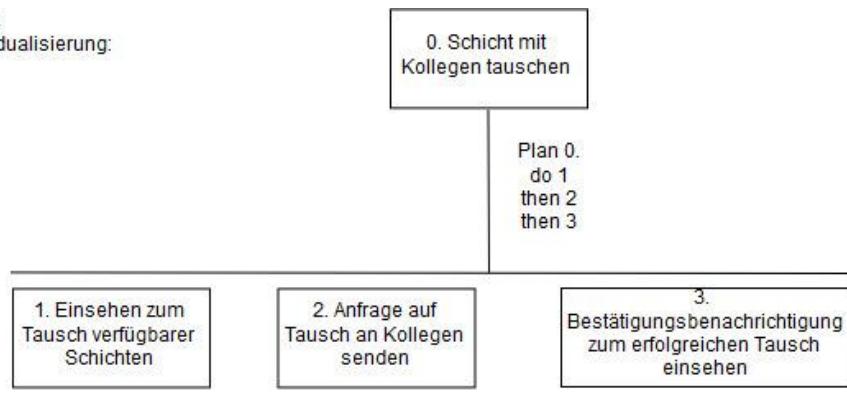 dualisierung:
0. Schicht mit
Kollegen tauschen
Plan 0.
do 1
then 2
then 3
1. Einsehen zum
Tausch verfügbarer
Schichten
2. Anfrage auf
Tausch an Kollegen
senden
3.
Bestätigungsbenachrichtigung
zum erfolgreichen Tausch
einsehen